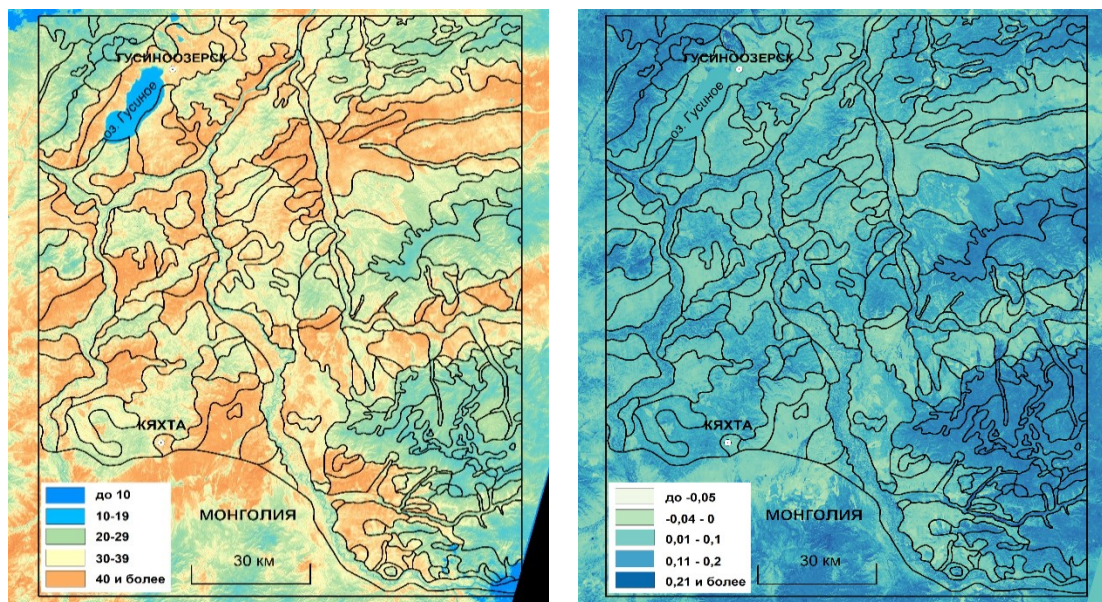 ГУСИНООЗЕРСК
оз. Гусиное
КЯХТА
МОНГОЛИЯ
30 км
до 10
10-19
20-29
30-39
40 и более
ГУСИНООЗЕРСК
оз. Гусиное
КЯХТА
МОНГОЛИЯ
30 км
до -0,05
-0,04 - 0
0,01 - 0,1
0,11 - 0,2
0,21 и более